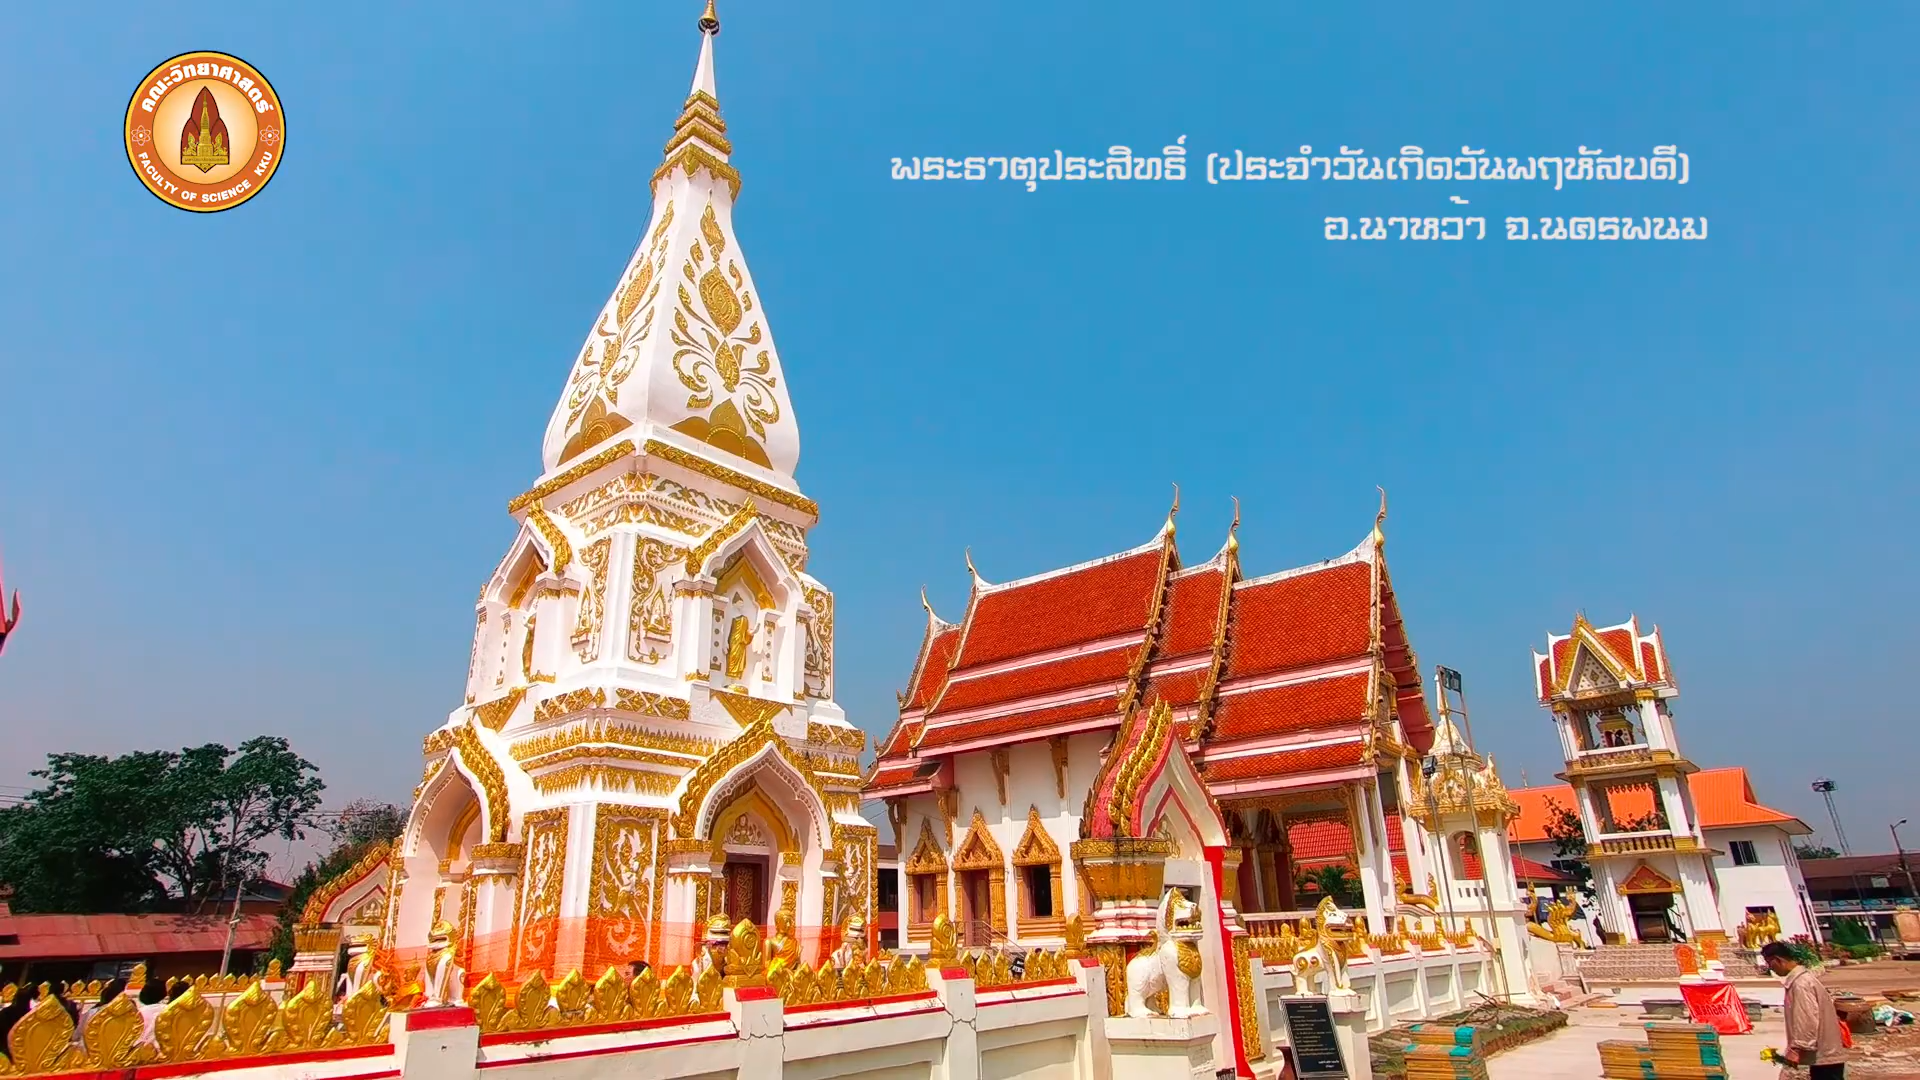 คณะวิทยาศาสตร์
FACULTY OF SCIENCE KKU
พระธาตุประสิทธิ์ (ประจำวันเกิดวันพฤหัสบดี)
อ.นาหว้า จ.นครพนม